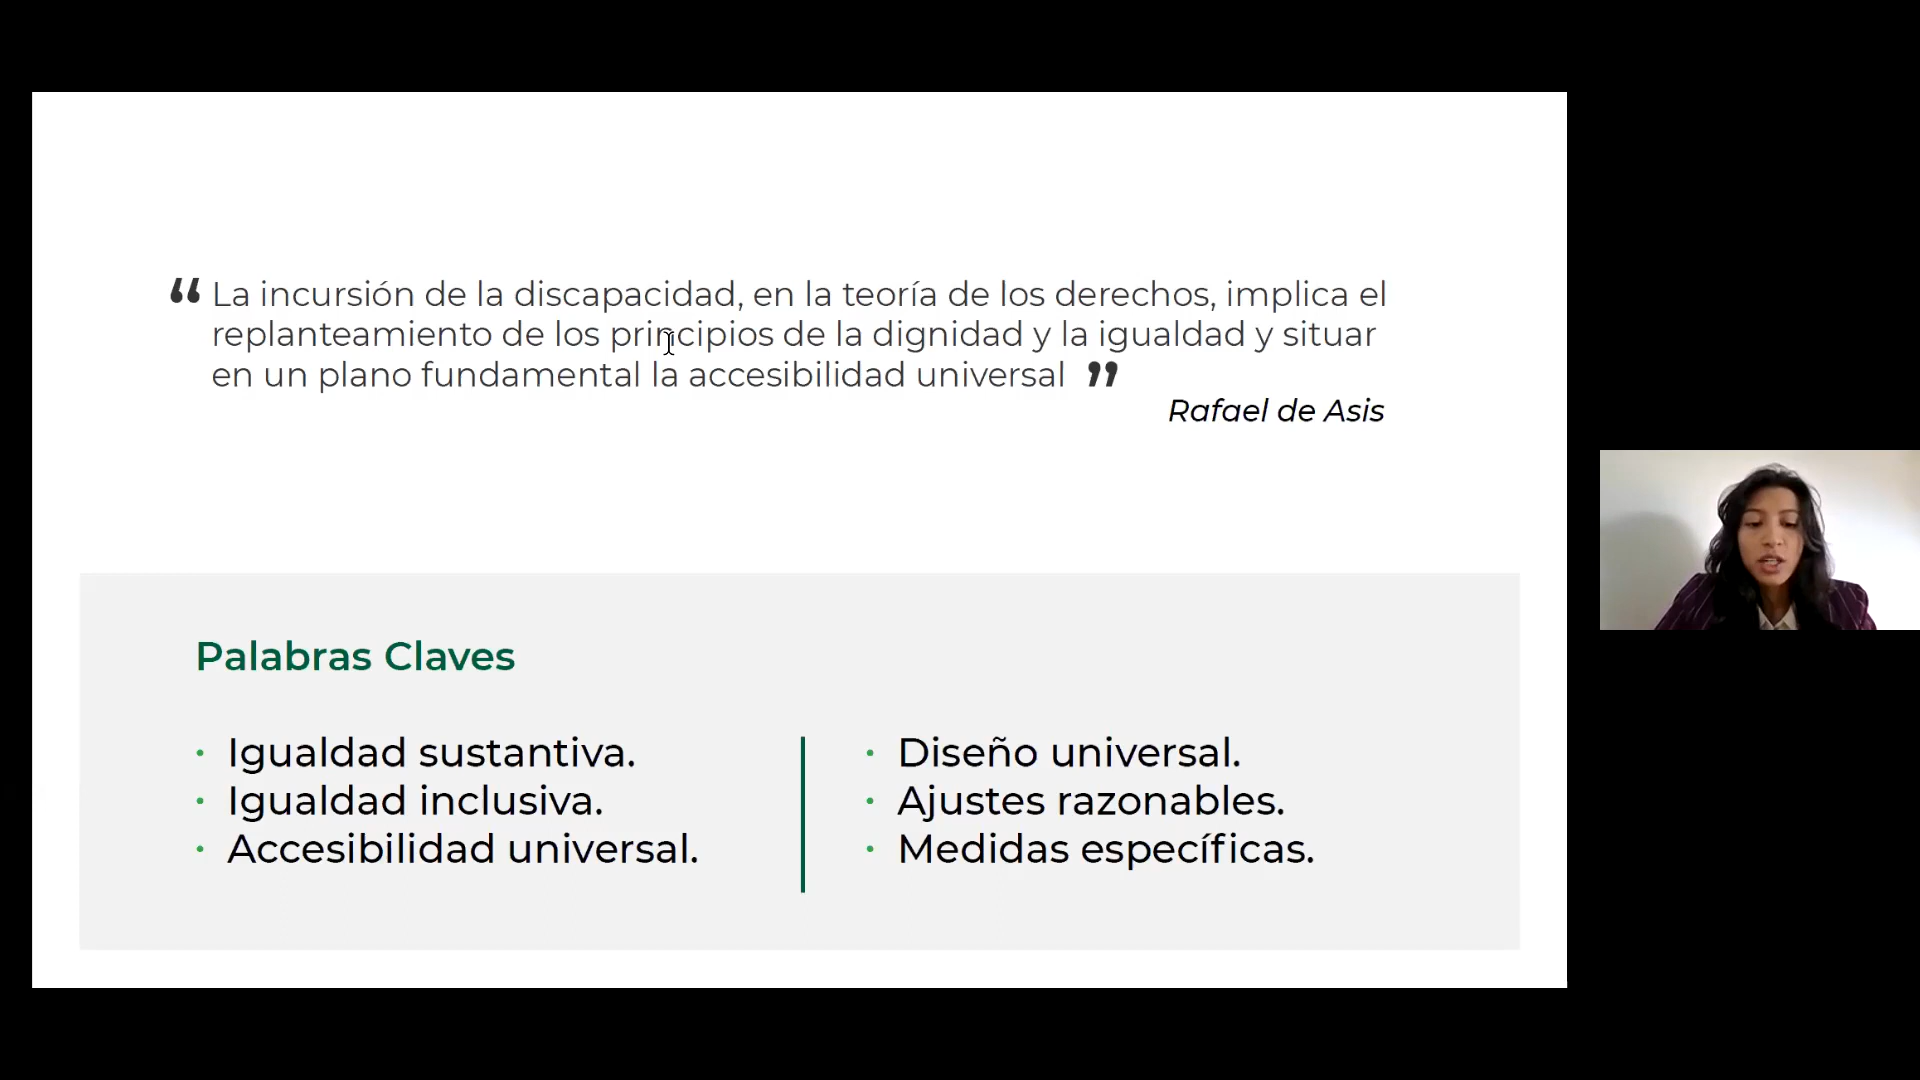 “ La incursión de la discapacidad, en la teoría de los derechos, implica el
replanteamiento de los principios de la dignidad y la igualdad y situar
en un plano fundamental la accesibilidad universal ”
Rafael de Asis
Palabras Claves
• Igualdad sustantiva.
• Igualdad inclusiva.
• Accesibilidad universal.
• Diseño universal.
• Ajustes razonables.
• Medidas específicas.